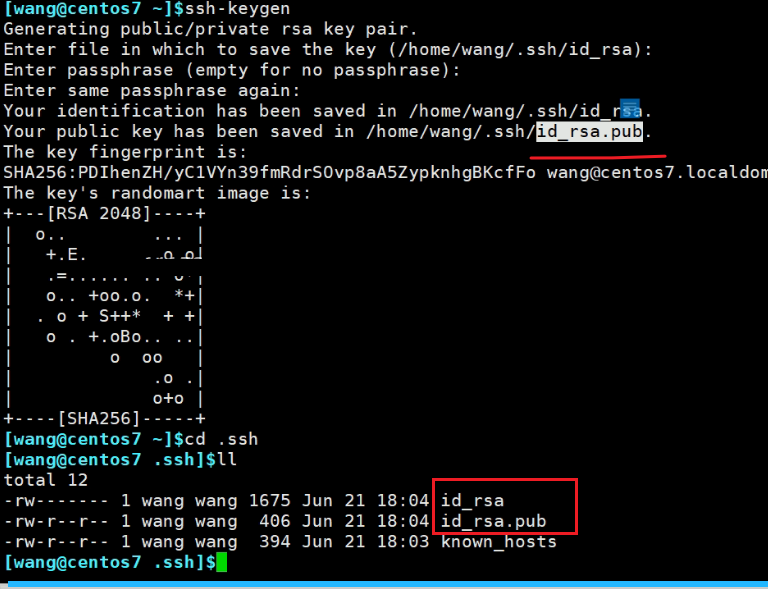 [wang@centos7 ~]$ssh-keygen
Generating public/private rsa key pair.
Enter file in which to save the key (/home/wang/.ssh/id_rsa):
Enter passphrase (empty for no passphrase):
Enter same passphrase again:
Your identification has been saved in /home/wang/.ssh/id_rsa.
Your public key has been saved in /home/wang/.ssh/id_rsa.pub.
The key fingerprint is:
SHA256:PDIhenZH/yC1VYn39fmRdrSOvp8aA5ZypknhgBKcfFo wang@centos7.localdom
The key's randomart image is:
+---[RSA 2048]----+
|  o..        ... |
|   +.E.    
|   .=...... .. 
|   o.. +oo.o.  *+|
|  . o + S++*  + +|
|   o . +.oBo.. ..|
|         o  oo   |
|             .o .|
|             o+o |
+----[SHA256]-----+
[wang@centos7 ~]$cd .ssh
[wang@centos7 .ssh]$ll
total 12
-rw------- 1 wang wang 1675 Jun 21 18:04 id_rsa
-rw-r--r-- 1 wang wang  406 Jun 21 18:04 id_rsa.pub
-rw-r--r-- 1 wang wang  394 Jun 21 18:03 known_hosts
[wang@centos7 .ssh]$